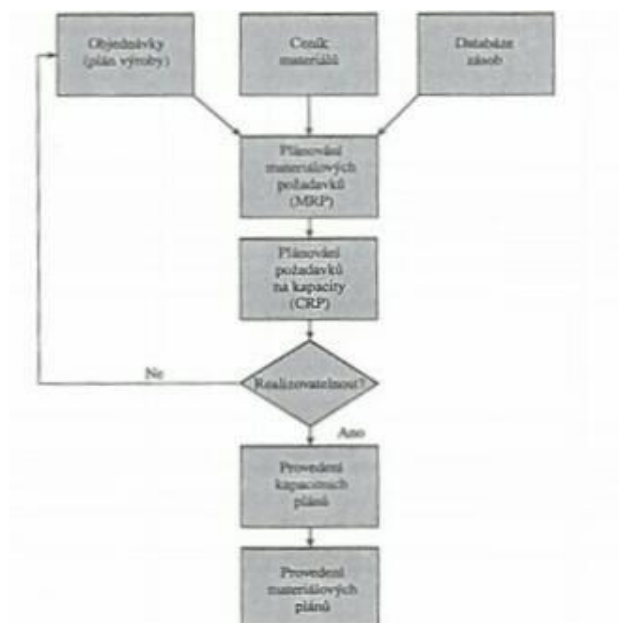 Objednávky
(plán výroby)
Ceník
materiálů
Databáze
zásob
Plánování
materiálových
požadavků
(MRP)
Plánování
požadavků
na kapacity
(CRP)
Realizovatelnost?
Ne
Ano
Provedení
kapacitních
plánů
Provedení
materiálových
plánů